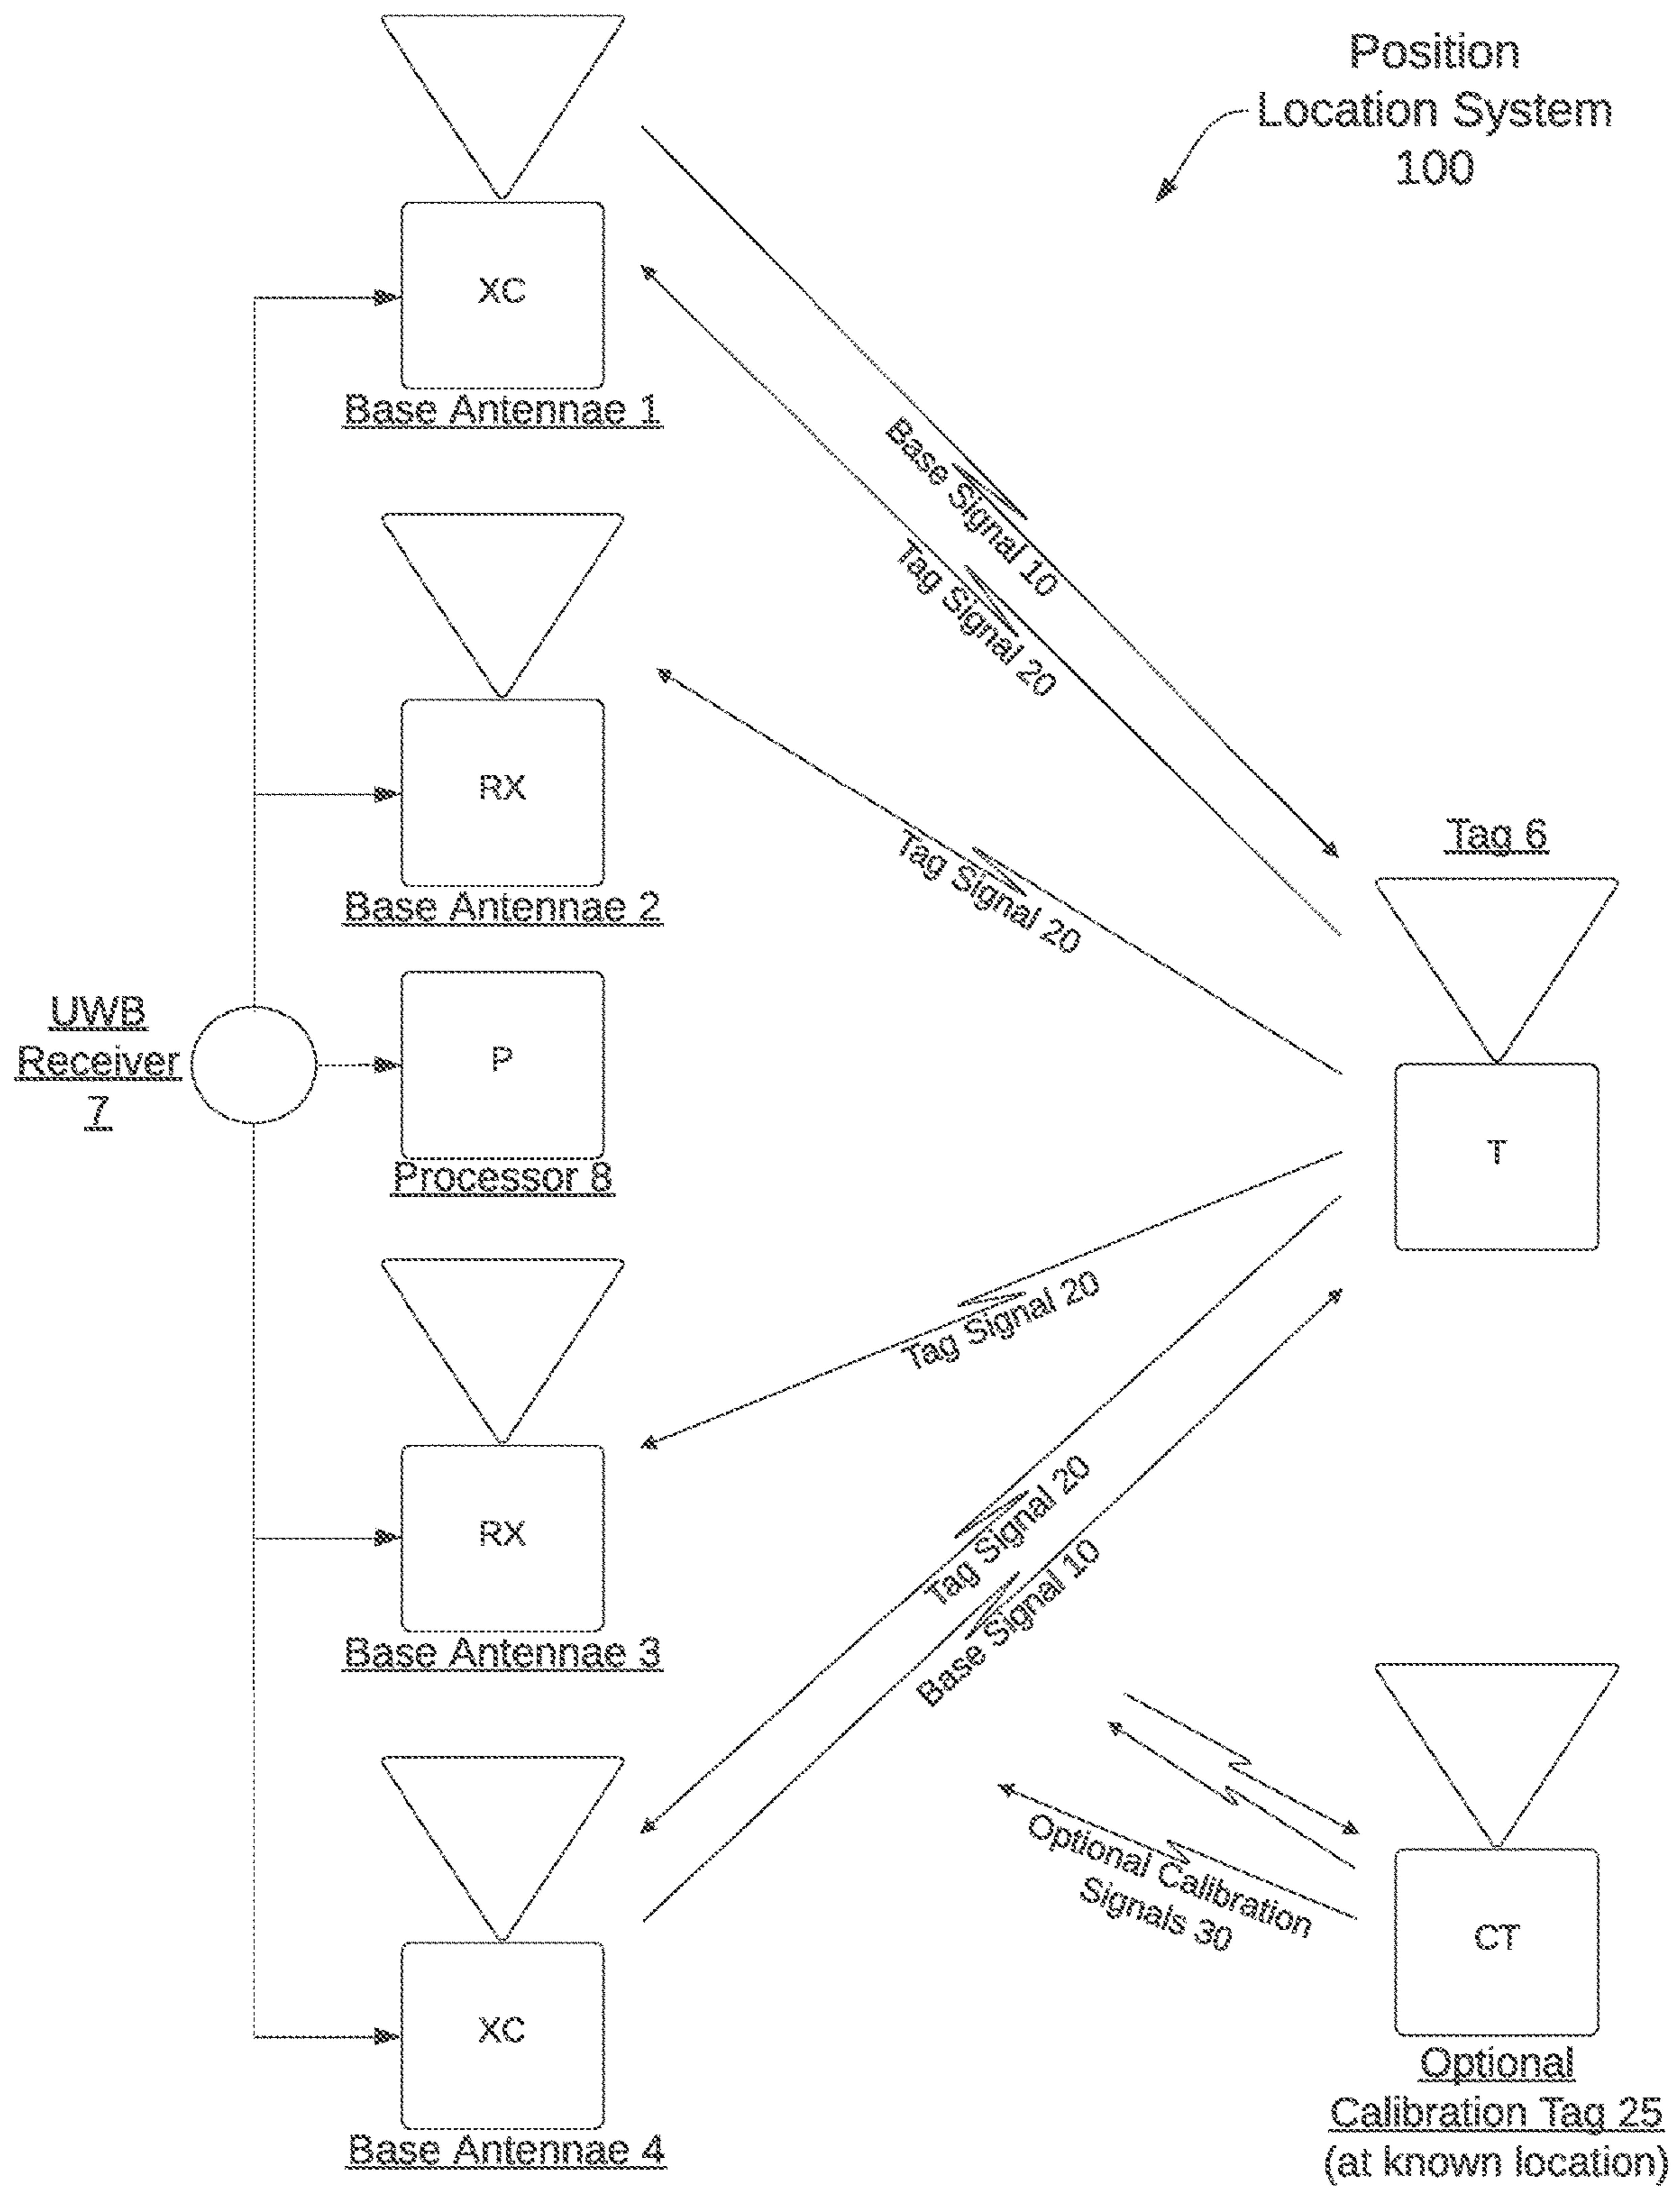 Position
Location System
100
XC
Base Antennae 1
Base Signal 10
Tag Signal 20
RX
Base Antennae 2
Tag Signal 20
Tag 6
UWB
Receiver
7
P
Processor 8
T
Tag Signal 20
RX
Base Antennae 3
Tag Signal 20
Base Signal 10
XC
Base Antennae 4
Optional Calibration
Signals 30
CT
Optional
Calibration Tag 25
(at known location)